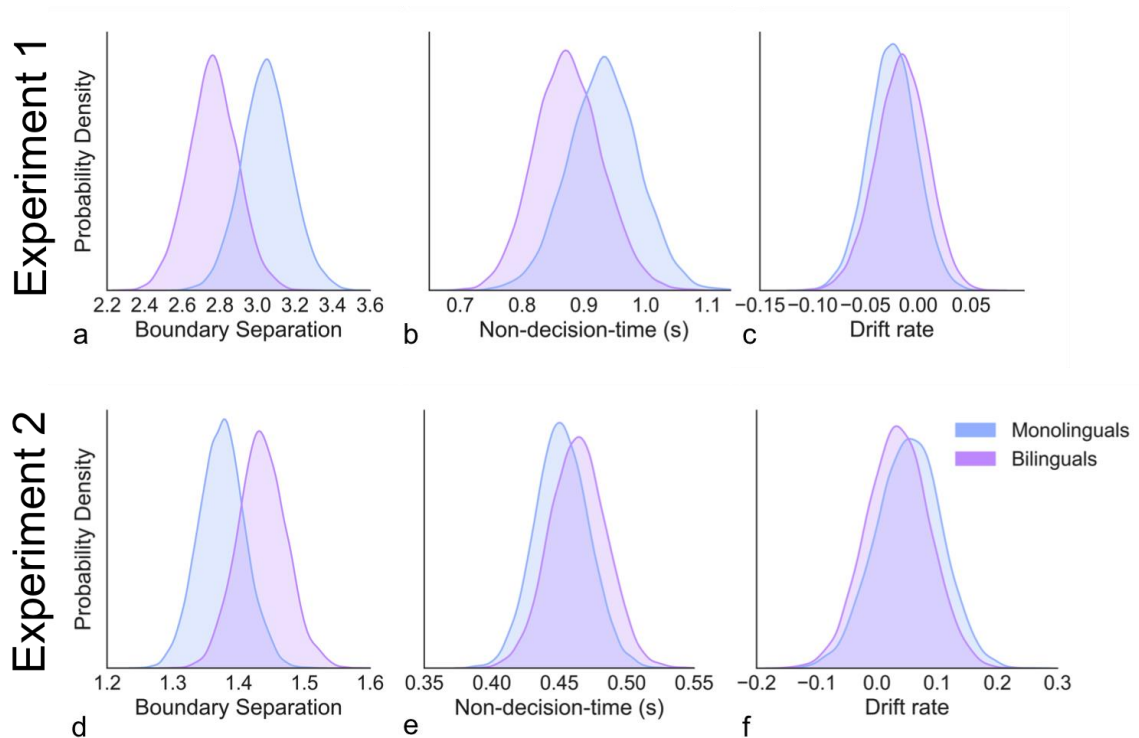 Experiment 1
Probability Density
2.2 2.4 2.6 2.8 3.0 3.2 3.4 3.6
a Boundary Separation
0.7 0.8 0.9 1.0 1.1
b Non-decision-time (s)
−0.15 −0.10 −0.05 0.00 0.05
c Drift rate
Experiment 2
Probability Density
1.2 1.3 1.4 1.5 1.6
d Boundary Separation
0.35 0.40 0.45 0.50 0.55
e Non-decision-time (s)
Monolinguals
Bilinguals
−0.2 −0.1 0.0 0.1 0.2 0.3
f Drift rate